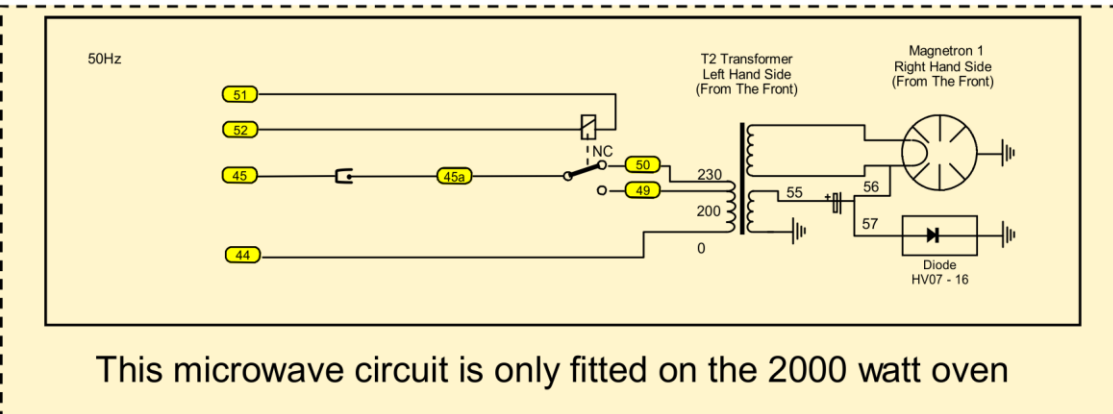 50Hz
T2 Transformer
Left Hand Side
(From The Front)
Magnetron 1
Right Hand Side
(From The Front)
51
52
NC
45
45a
50
49
230
200
0
55
56
57
+
44
Diode
HV07 - 16
This microwave circuit is only fitted on the 2000 watt oven